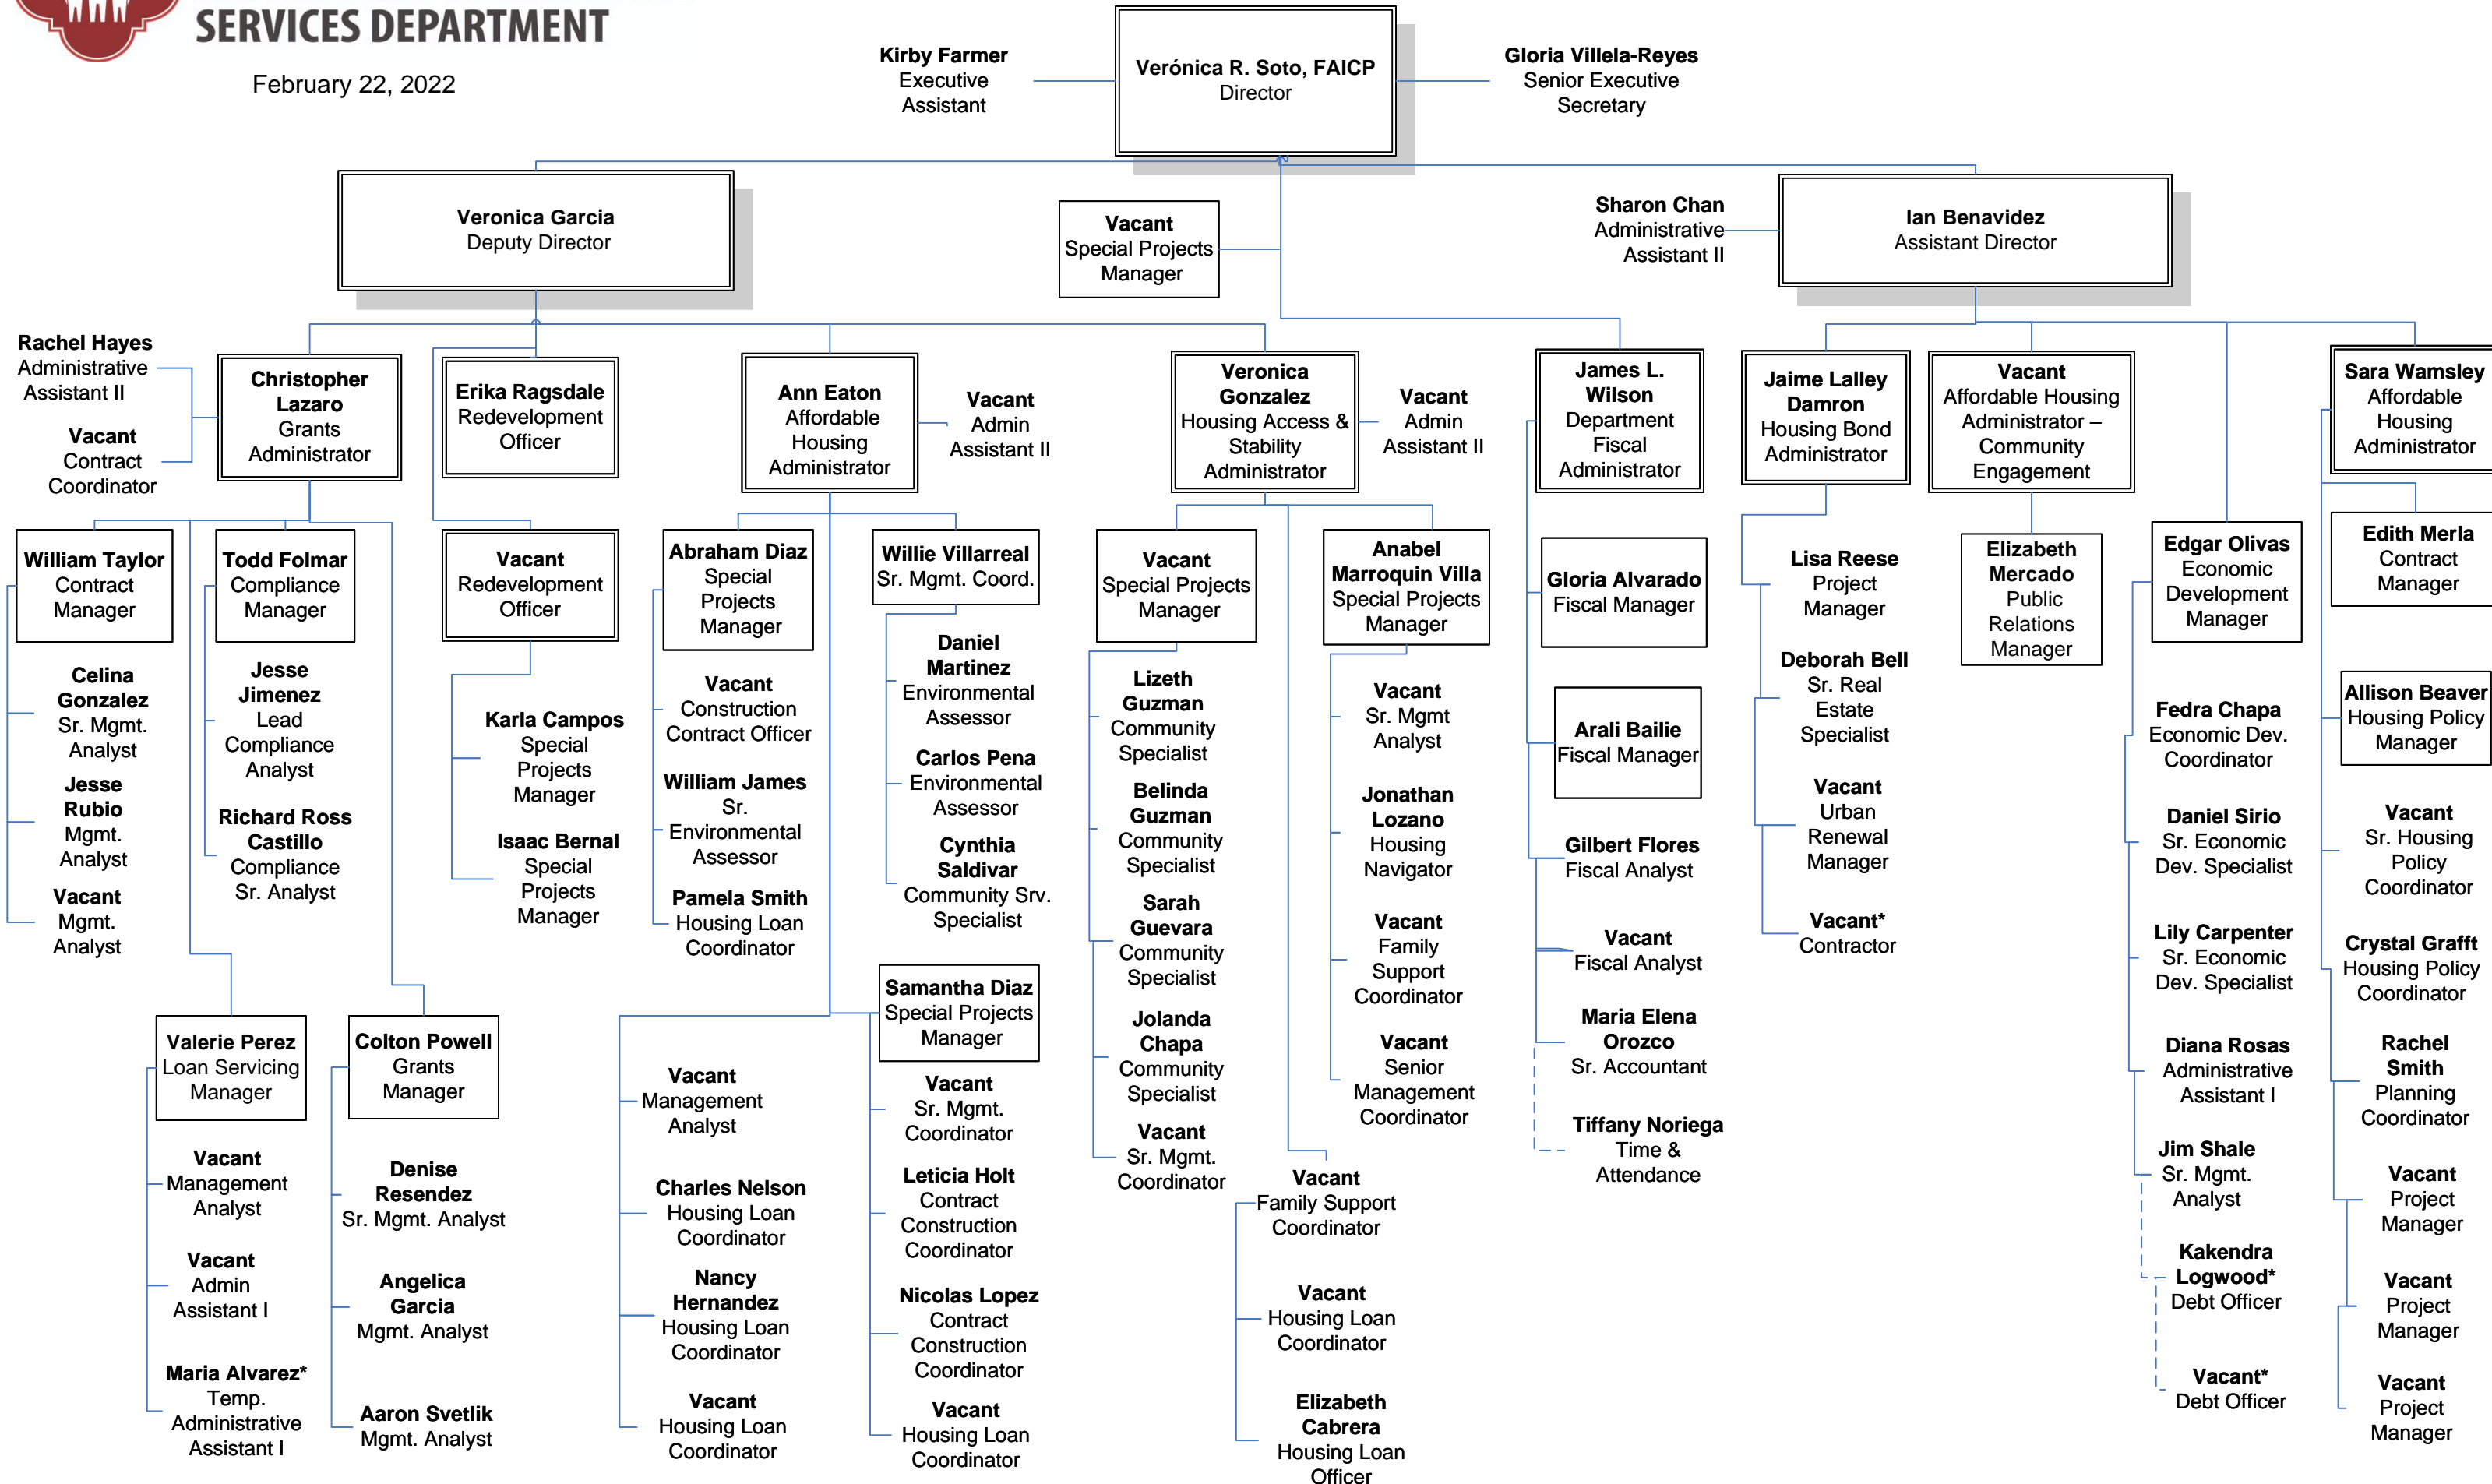 SERVICES DEPARTMENT
February 22, 2022
Kirby Farmer
Executive
Assistant
Verónica R. Soto, FAICP
Director
Gloria Villela-Reyes
Senior Executive
Secretary
Veronica Garcia
Deputy Director
Vacant
Special Projects
Manager
Sharon Chan
Administrative
Assistant II
Ian Benavidez
Assistant Director
Rachel Hayes
Administrative
Assistant II
Vacant
Contract
Coordinator
Christopher
Lazaro
Grants
Administrator
Erika Ragsdale
Redevelopment
Officer
Ann Eaton
Affordable
Housing
Administrator
Vacant
Admin
Assistant II
Veronica
Gonzalez
Housing Access &
Stability
Administrator
Vacant
Admin
Assistant II
James L.
Wilson
Department
Fiscal
Administrator
Jaime Lalley
Damron
Housing Bond
Administrator
Vacant
Affordable Housing
Administrator –
Community
Engagement
Sara Wamsley
Affordable
Housing
Administrator
William Taylor
Contract
Manager
Todd Folmar
Compliance
Manager
Vacant
Redevelopment
Officer
Abraham Diaz
Special
Projects
Manager
Willie Villarreal
Sr. Mgmt. Coord.
Vacant
Special Projects
Manager
Anabel
Marroquin Villa
Special Projects
Manager
Gloria Alvarado
Fiscal Manager
Lisa Reese
Project
Manager
Elizabeth
Mercado
Public
Relations
Manager
Edgar Olivas
Economic
Development
Manager
Edith Merla
Contract
Manager
Celina
Gonzalez
Sr. Mgmt.
Analyst
Jesse
Rubio
Mgmt.
Analyst
Vacant
Mgmt.
Analyst
Jesse
Jimenez
Lead
Compliance
Analyst
Richard Ross
Castillo
Compliance
Sr. Analyst
Karla Campos
Special
Projects
Manager
Isaac Bernal
Special
Projects
Manager
Vacant
Construction
Contract Officer
William James
Sr.
Environmental
Assessor
Pamela Smith
Housing Loan
Coordinator
Daniel
Martinez
Environmental
Assessor
Carlos Pena
Environmental
Assessor
Cynthia
Saldivar
Community Srv.
Specialist
Lizeth
Guzman
Community
Specialist
Belinda
Guzman
Community
Specialist
Sarah
Guevara
Community
Specialist
Jolanda
Chapa
Community
Specialist
Vacant
Sr. Mgmt.
Coordinator
Vacant
Sr. Mgmt
Analyst
Jonathan
Lozano
Housing
Navigator
Vacant
Family
Support
Coordinator
Vacant
Senior
Management
Coordinator
Arali Bailie
Fiscal Manager
Gilbert Flores
Fiscal Analyst
Vacant
Fiscal Analyst
Maria Elena
Orozco
Sr. Accountant
Tiffany Noriega
Time &
Attendance
Deborah Bell
Sr. Real
Estate
Specialist
Vacant
Urban
Renewal
Manager
Vacant*
Contractor
Fedra Chapa
Economic Dev.
Coordinator
Daniel Sirio
Sr. Economic
Dev. Specialist
Lily Carpenter
Sr. Economic
Dev. Specialist
Diana Rosas
Administrative
Assistant I
Jim Shale
Sr. Mgmt.
Analyst
Kakendra
Logwood*
Debt Officer
Vacant*
Debt Officer
Allison Beaver
Housing Policy
Manager
Vacant
Sr. Housing
Policy
Coordinator
Crystal Grafft
Housing Policy
Coordinator
Rachel
Smith
Planning
Coordinator
Vacant
Project
Manager
Vacant
Project
Manager
Vacant
Project
Manager
Valerie Perez
Loan Servicing
Manager
Vacant
Management
Analyst
Vacant
Admin
Assistant I
Maria Alvarez*
Temp.
Administrative
Assistant I
Colton Powell
Grants
Manager
Denise
Resendez
Sr. Mgmt. Analyst
Angelica
Garcia
Mgmt. Analyst
Aaron Svetlik
Mgmt. Analyst
Vacant
Management
Analyst
Charles Nelson
Housing Loan
Coordinator
Nancy
Hernandez
Housing Loan
Coordinator
Vacant
Housing Loan
Coordinator
Samantha Diaz
Special Projects
Manager
Vacant
Sr. Mgmt.
Coordinator
Leticia Holt
Contract
Construction
Coordinator
Nicolas Lopez
Contract
Construction
Coordinator
Vacant
Housing Loan
Coordinator
Vacant
Family Support
Coordinator
Vacant
Housing Loan
Coordinator
Elizabeth
Cabrera
Housing Loan
Officer